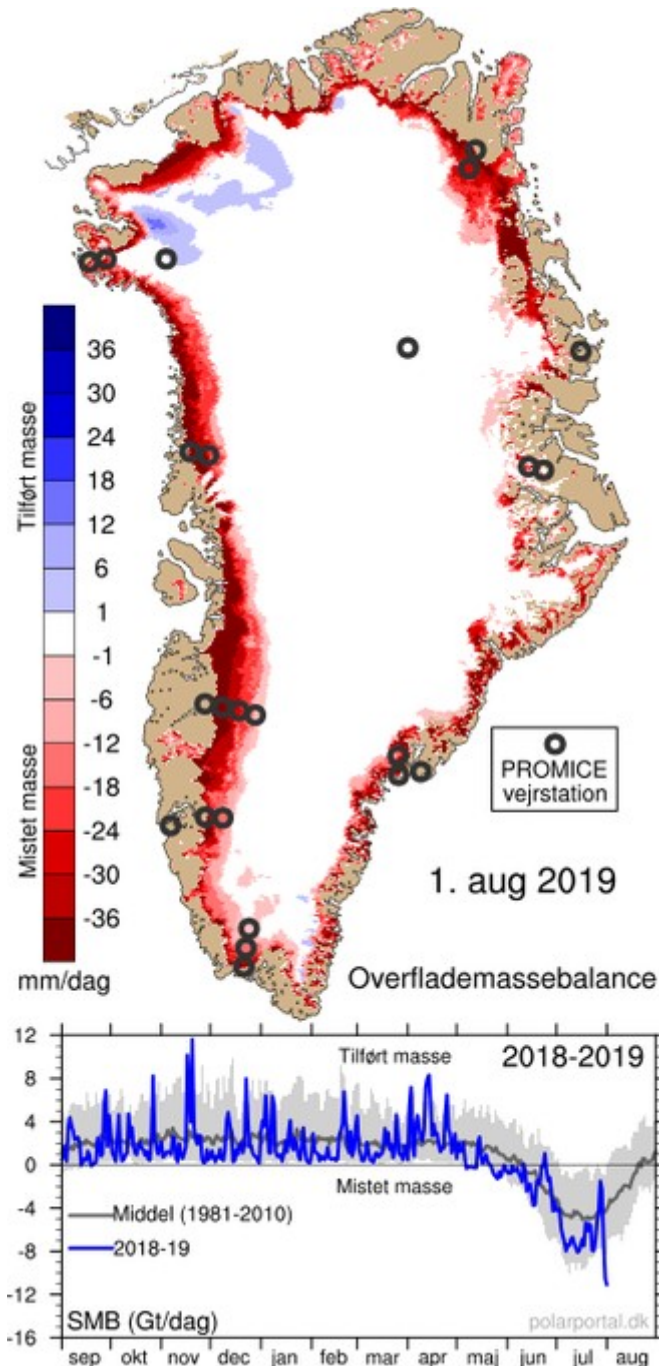 Tilført masse
Mistet masse
36
30
24
18
12
6
1
-1
-6
-12
-18
-24
-30
-36
mm/dag
PROMICE
vejrstation
1. aug 2019
Overflademassebalance
12
8
4
0
-4
-8
-12
-16
Tilført masse
2018-2019
Mistet masse
Middel (1981-2010)
2018-19
SMB (Gt/dag)
polarportal.dk
sep okt nov dec jan feb mar apr maj jun jul aug